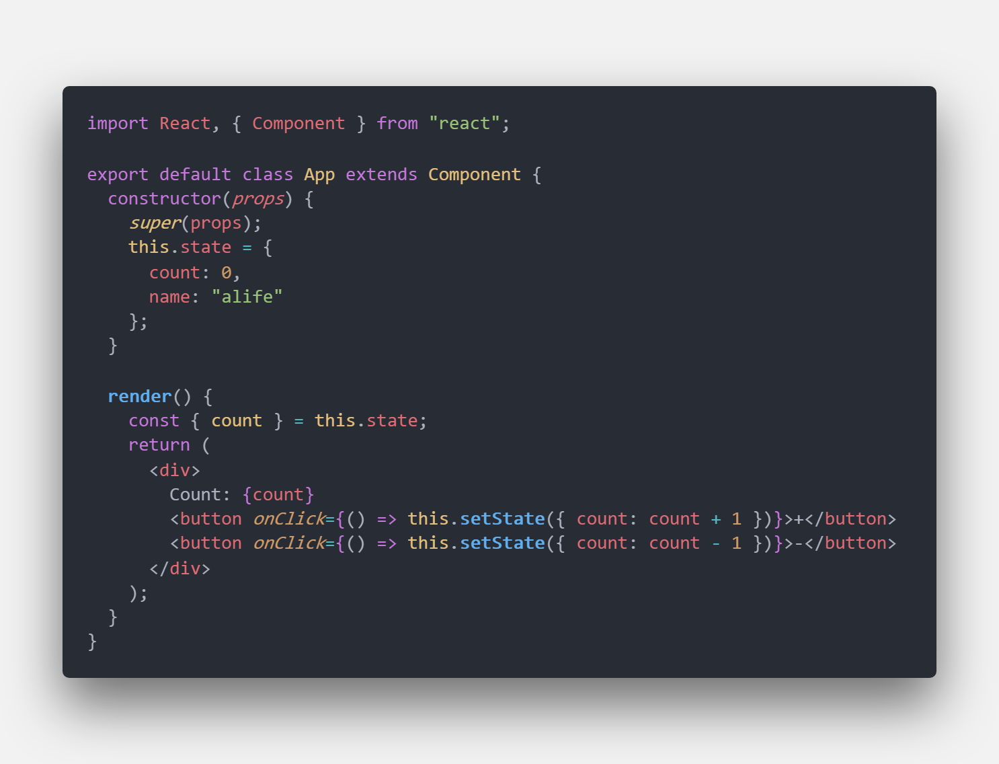 import React, { Component } from "react";

export default class App extends Component {
  constructor(props) {
    super(props);
    this.state = {
      count: 0,
      name: "alife"
    };
  }

  render() {
    const { count } = this.state;
    return (
      <div>
        Count: {count}
        <button onClick={() => this.setState({ count: count + 1 })}>+</button>
        <button onClick={() => this.setState({ count: count - 1 })}>-</button>
      </div>
    );
  }
}